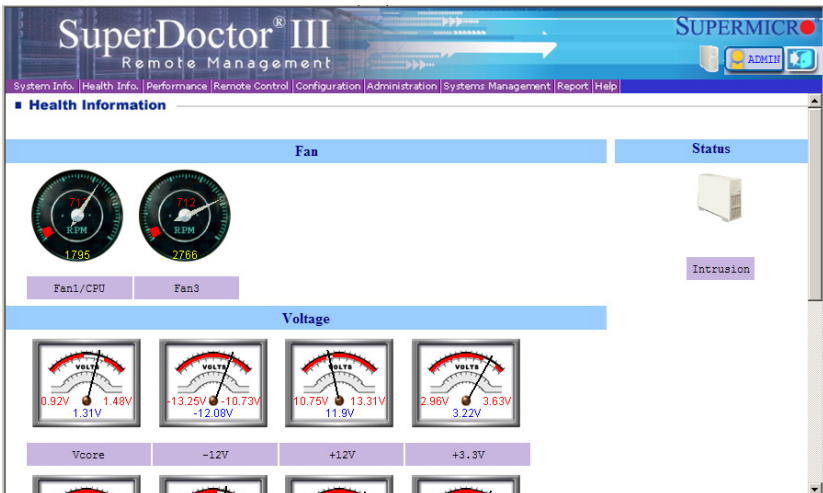 SuperDoctor® III
Remote Management
SUPERMICRO
ADMIN
System Info. Health Info. Performance Remote Control Configuration Administration Systems Management Report Help
Health Information
Fan
Status
712 712
RPM RPM
1795 2766
Fan1/CPU Fan3
Intrusion
Voltage
VOLTS VOLTS VOLTS VOLTS
0.92V 1.48V -13.25V -10.73V 10.75V 13.31V 2.96V 3.63V
1.31V -12.08V 11.9V 3.22V
Vcore -12V +12V +3.3V